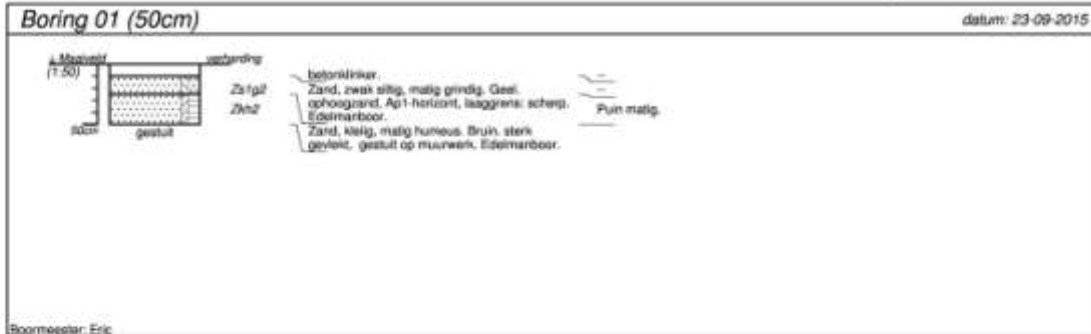 Boring 01 (50cm)
datum: 23-09-2015
Maaiveld
verharding
(1:50)
betonklinker.
Zs1g2
Zand, zwak siltig, matig grindig. Geel.
ophoogzand, Ap1-horizont, laaggrens: scherp.
Edelmanboor.
Zkh2
Puin matig.
Zand, kleiig, matig humeus. Bruin. sterk
gevlekt, gestuit op muurwerk. Edelmanboor.
50cm
gestuit
Boormeester: Eric